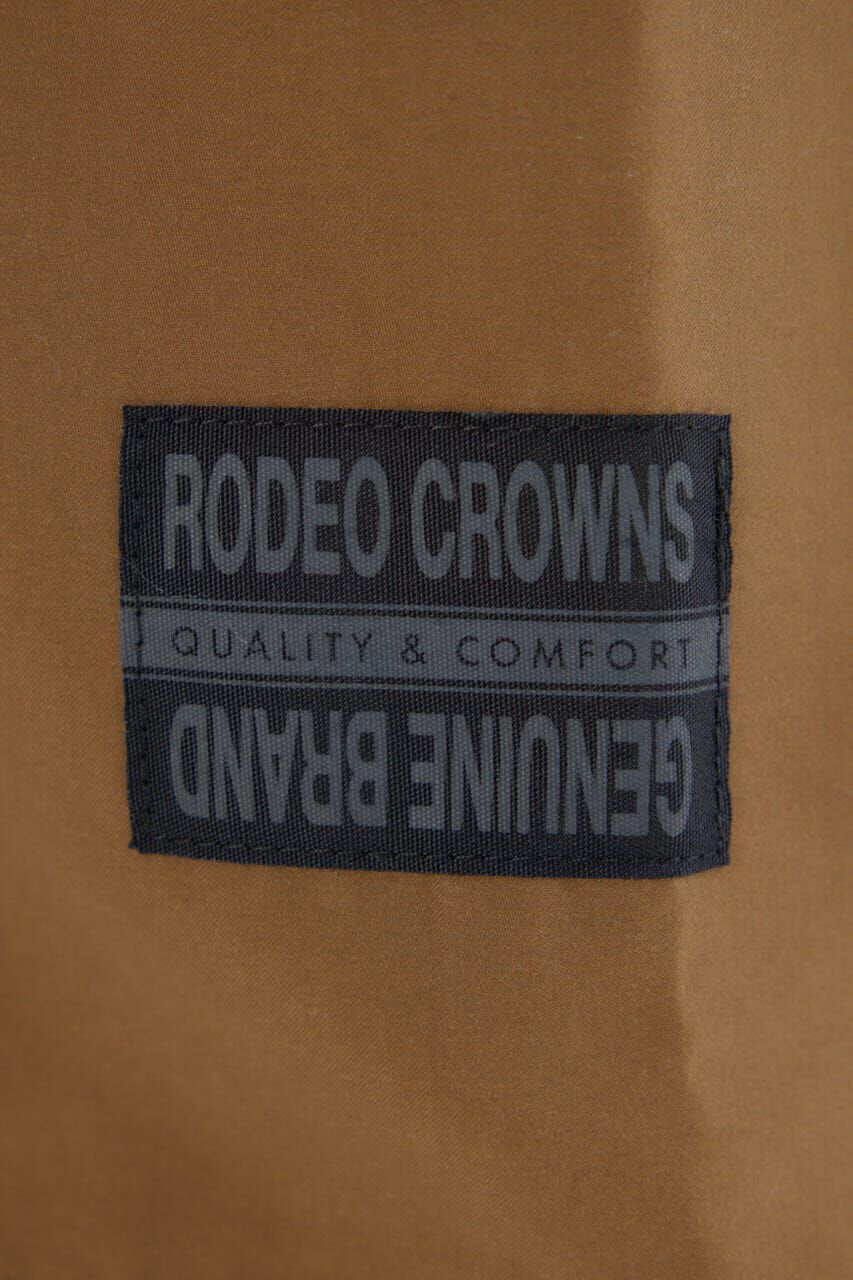 RODEO CROWNS
QUALITY & COMFORT
GENUINE BRAND